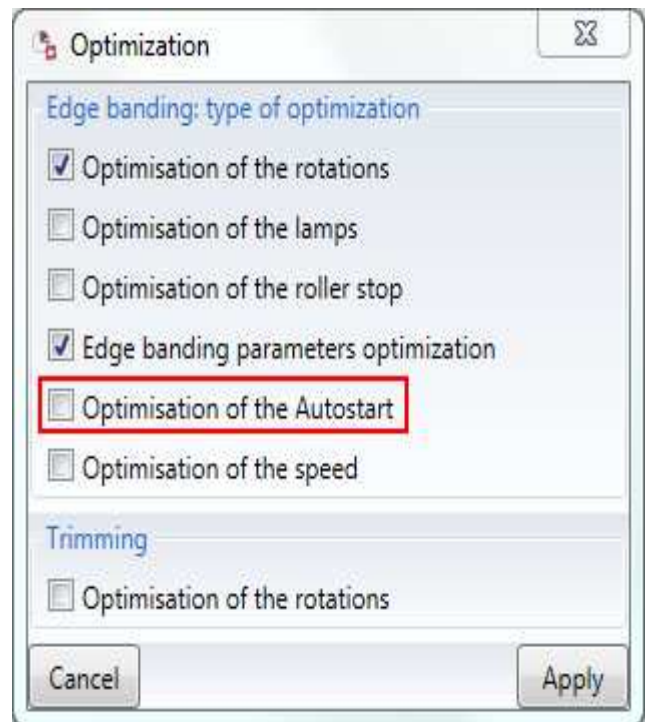 Optimization
Edge banding: type of optimization
Optimisation of the rotations
Optimisation of the lamps
Optimisation of the roller stop
Edge banding parameters optimization
Optimisation of the Autostart
Optimisation of the speed
Trimming
Optimisation of the rotations
Cancel Apply